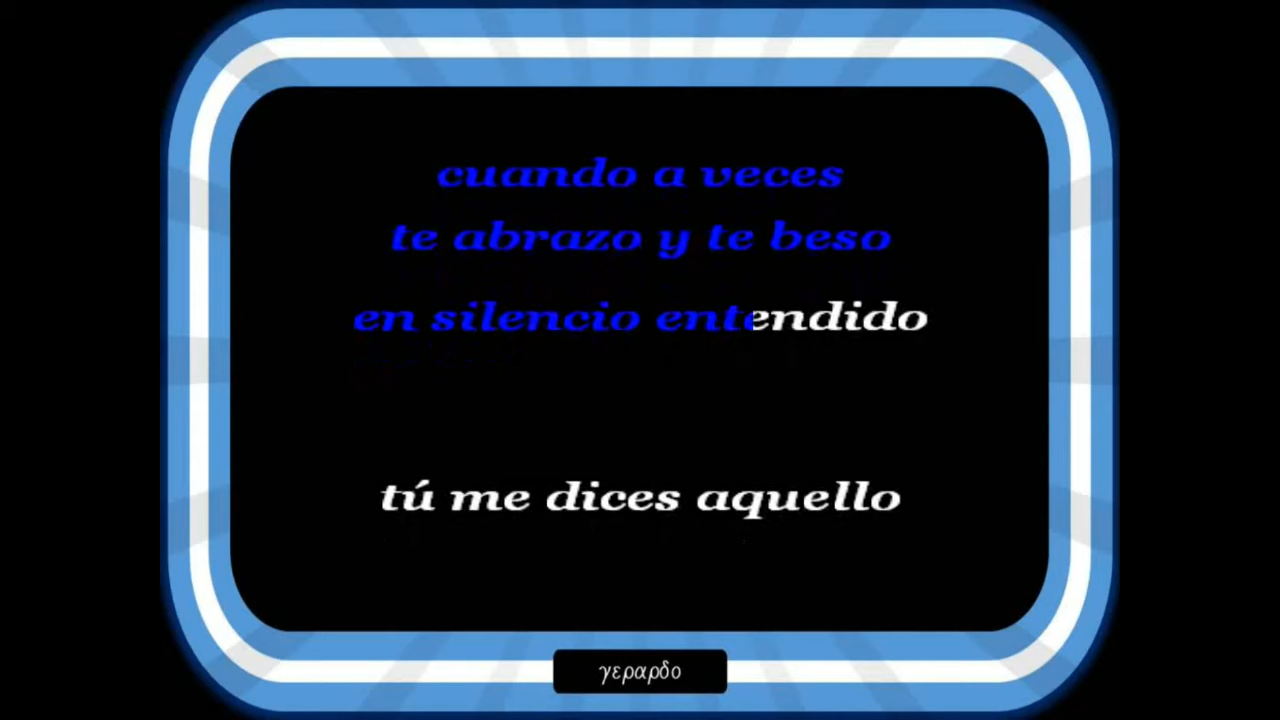 cuando a veces
te abrazo y te beso
en silencio entendido
tú me dices aquello
γεραρδο